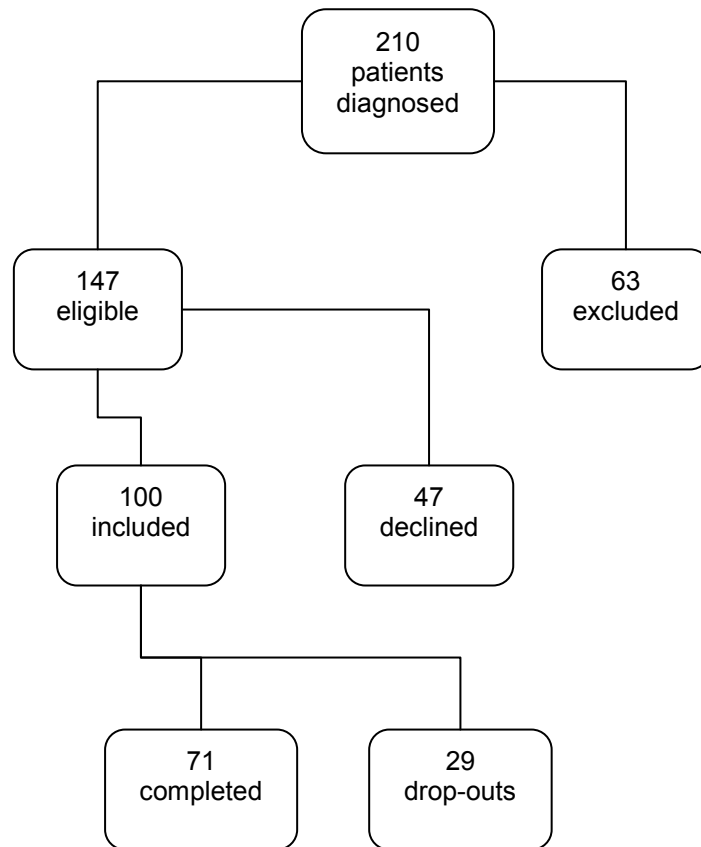 210
patients
diagnosed
147
eligible
63
excluded
100
included
47
declined
71
completed
29
drop-outs